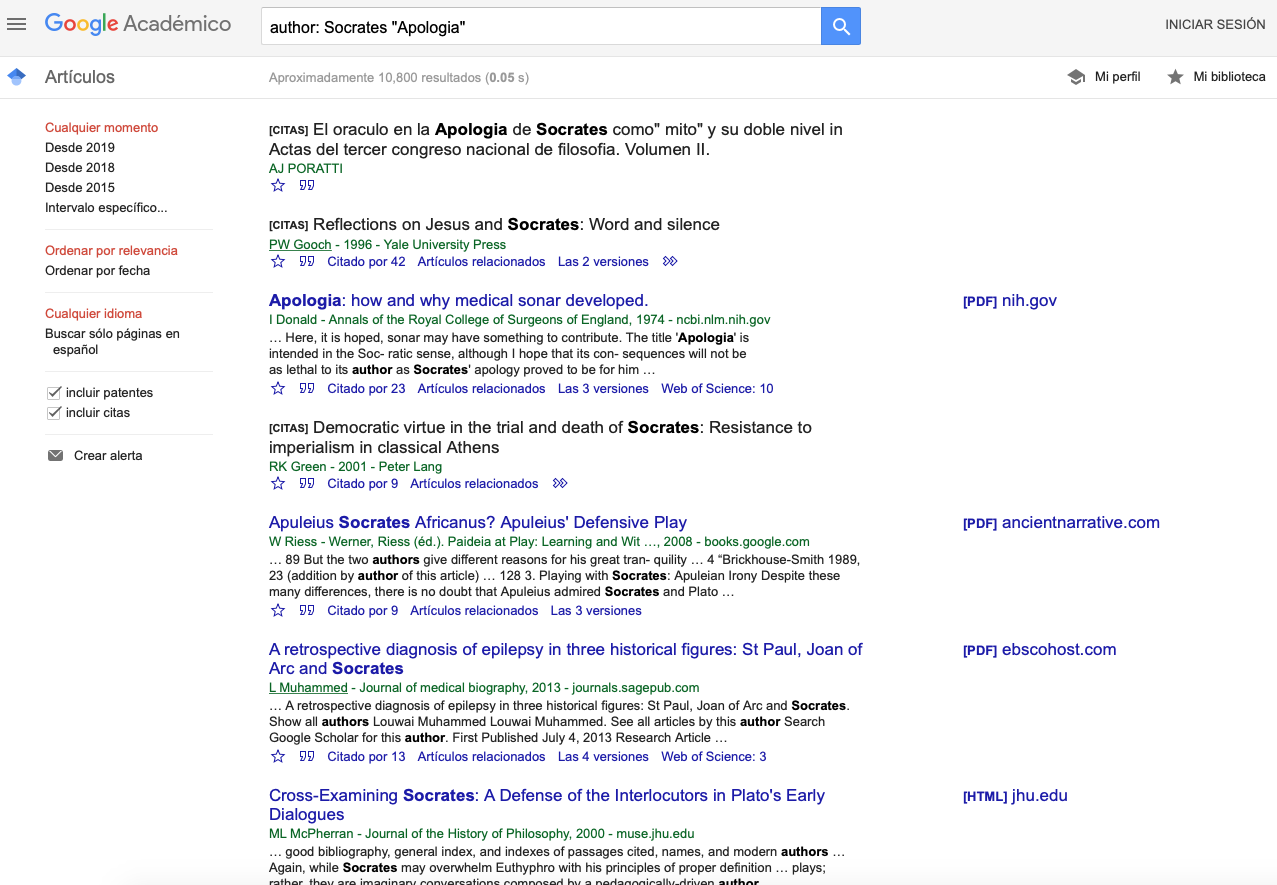 Google Académico
author: Socrates "Apologia"
INICIAR SESIÓN
Artículos
Aproximadamente 10,800 resultados (0.05 s)
Mi perfil
Mi biblioteca
Cualquier momento
Desde 2019
Desde 2018
Desde 2015
Intervalo específico...
Ordenar por relevancia
Ordenar por fecha
Cualquier idioma
Buscar sólo páginas en
español
incluir patentes
incluir citas
Crear alerta
[CITAS] El oraculo en la Apologia de Socrates como" mito" y su doble nivel in
Actas del tercer congreso nacional de filosofia. Volumen II.
AJ PORATTI
[CITAS] Reflections on Jesus and Socrates: Word and silence
PW Gooch - 1996 - Yale University Press
Citado por 42 Artículos relacionados Las 2 versiones
Apologia: how and why medical sonar developed.
[PDF] nih.gov
I Donald - Annals of the Royal College of Surgeons of England, 1974 - ncbi.nlm.nih.gov
… Here, it is hoped, sonar may have something to contribute. The title 'Apologia' is
intended in the Soc- ratic sense, although I hope that its con- sequences will not be
as lethal to its author as Socrates' apology proved to be for him …
Citado por 23 Artículos relacionados Las 3 versiones Web of Science: 10
[CITAS] Democratic virtue in the trial and death of Socrates: Resistance to
imperialism in classical Athens
RK Green - 2001 - Peter Lang
Citado por 9 Artículos relacionados
Apuleius Socrates Africanus? Apuleius' Defensive Play
[PDF] ancientnarrative.com
W Riess - Werner, Riess (éd.). Paideia at Play: Learning and Wit …, 2008 - books.google.com
… 89 But the two authors give different reasons for his great tran- quility … 4 “Brickhouse-Smith 1989,
23 (addition by author of this article) … 128 3. Playing with Socrates: Apuleian Irony Despite these
many differences, there is no doubt that Apuleius admired Socrates and Plato …
Citado por 9 Artículos relacionados Las 3 versiones
A retrospective diagnosis of epilepsy in three historical figures: St Paul, Joan of
Arc and Socrates
[PDF] ebscohost.com
L Muhammed - Journal of medical biography, 2013 - journals.sagepub.com
… A retrospective diagnosis of epilepsy in three historical figures: St Paul, Joan of Arc and Socrates.
Show all authors Louwai Muhammed Louwai Muhammed. See all articles by this author Search
Google Scholar for this author. First Published July 4, 2013 Research Article …
Citado por 13 Artículos relacionados Las 4 versiones Web of Science: 3
Cross-Examining Socrates: A Defense of the Interlocutors in Plato's Early
Dialogues
[HTML] jhu.edu
ML McPherran - Journal of the History of Philosophy, 2000 - muse.jhu.edu
… good bibliography, general index, and indexes of passages cited, names, and modern authors …
Again, while Socrates may overwhelm Euthyphro with his principles of proper definition … plays;
rather, they are imaginary conversations composed by a pedagogically-driven author